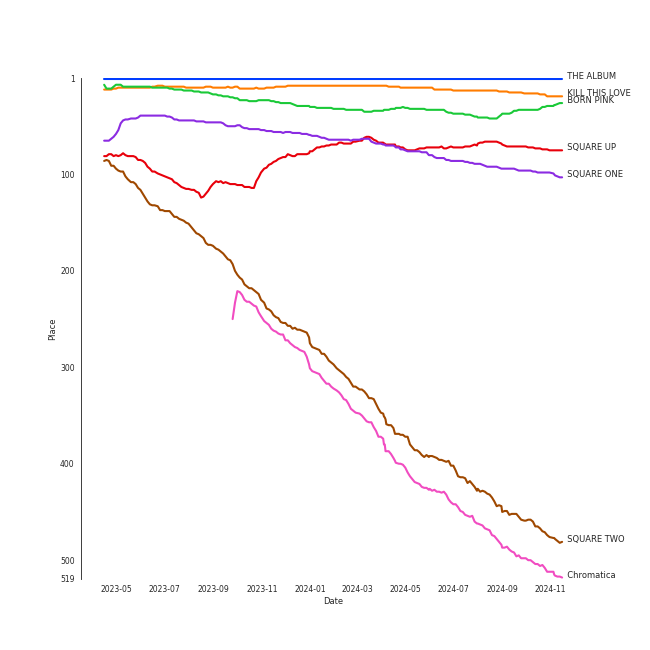 1
100
200
300
400
500
519
Place
2023-05 2023-07 2023-09 2023-11 2024-01 2024-03 2024-05 2024-07 2024-09 2024-11
Date
THE ALBUM
KILL THIS LOVE
BORN PINK
SQUARE UP
SQUARE ONE
SQUARE TWO
Chromatica